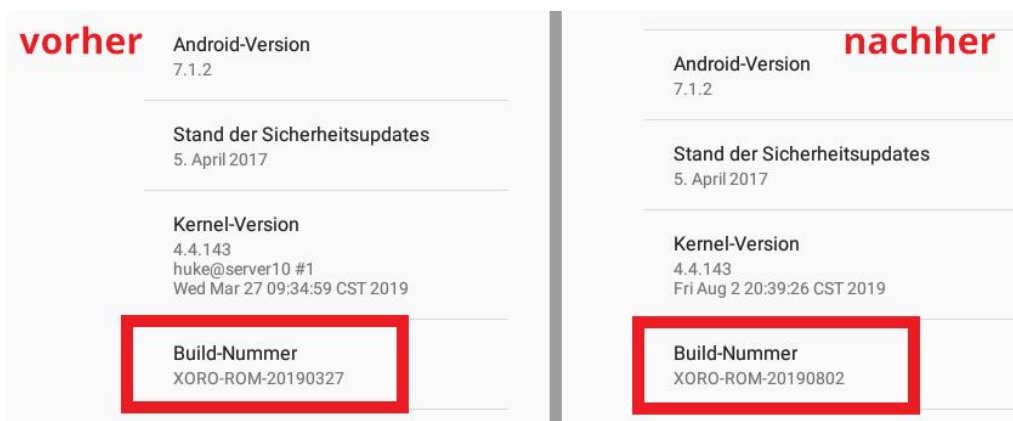 vorher
Android-Version
7.1.2
Stand der Sicherheitsupdates
5. April 2017
Kernel-Version
4.4.143
huke@server10 #1
Wed Mar 27 09:34:59 CST 2019
Build-Nummer
XORO-ROM-20190327
nachher
Android-Version
7.1.2
Stand der Sicherheitsupdates
5. April 2017
Kernel-Version
4.4.143
Fri Aug 2 20:39:26 CST 2019
Build-Nummer
XORO-ROM-20190802